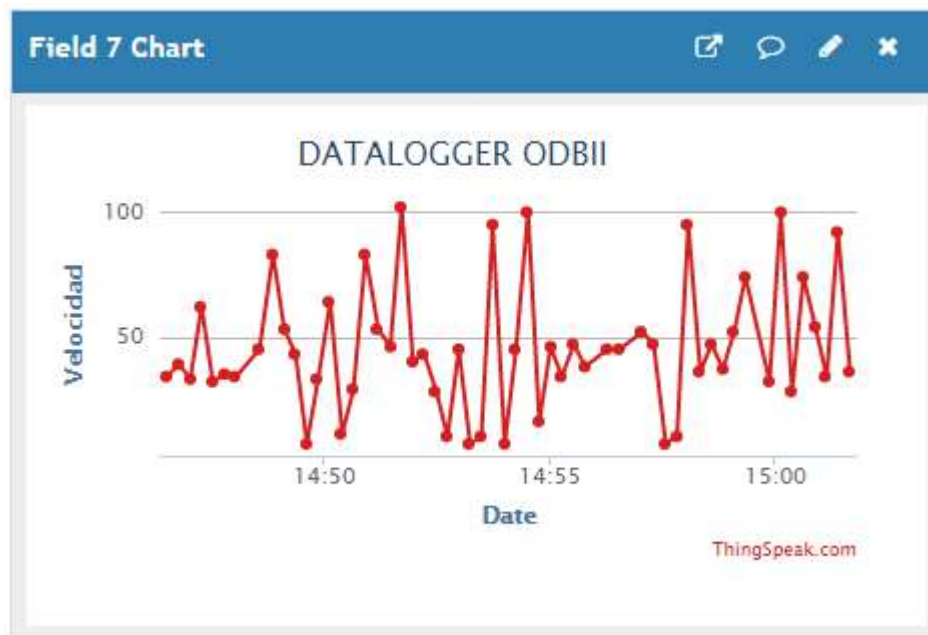 Field 7 Chart
DATALOGGER ODBII
100
50
Velocidad
14:50 14:55 15:00
Date
ThingSpeak.com